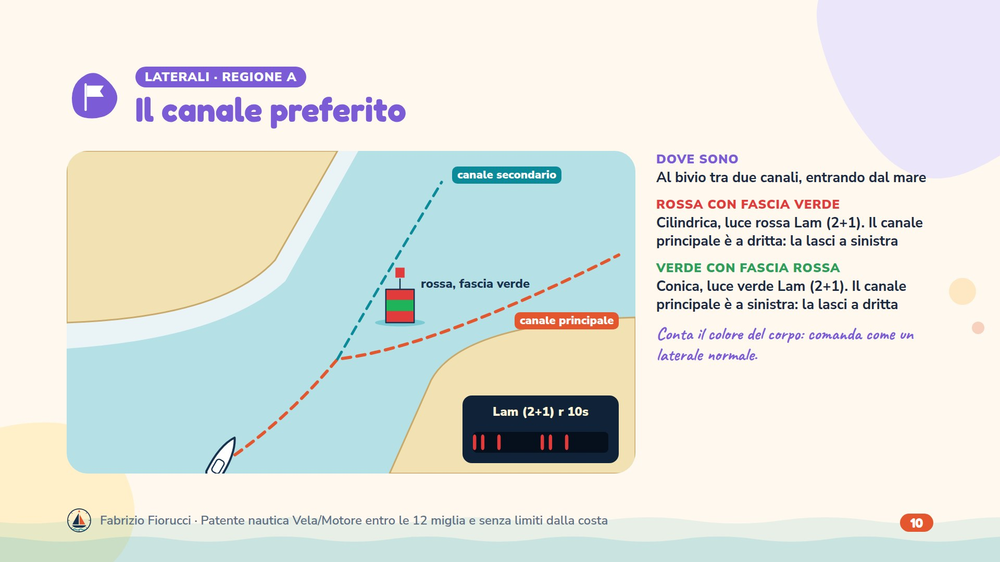 LATERALI · REGIONE A
Il canale preferito
canale secondario
rossa, fascia verde
canale principale
Lam (2+1) r 10s
DOVE SONO
Al bivio tra due canali, entrando dal mare
ROSSA CON FASCIA VERDE
Cilindrica, luce rossa Lam (2+1). Il canale
principale è a dritta: la lasci a sinistra
VERDE CON FASCIA ROSSA
Conica, luce verde Lam (2+1). Il canale
principale è a sinistra: la lasci a dritta
Conta il colore del corpo: comanda come un
laterale normale.
Fabrizio Fiorucci · Patente nautica Vela/Motore entro le 12 miglia e senza limiti dalla costa
10